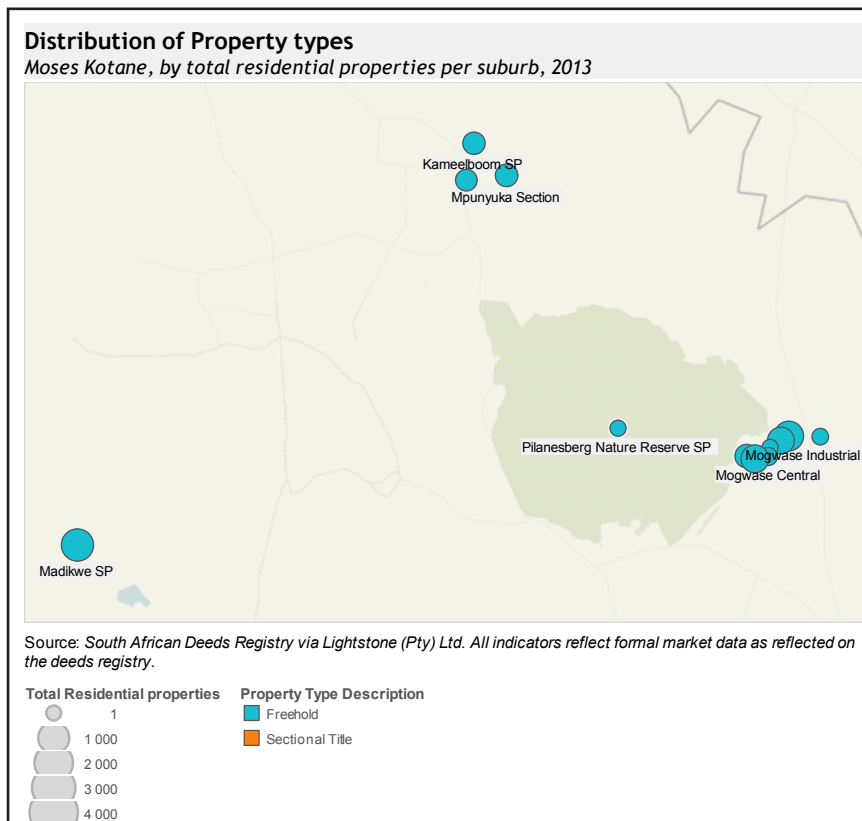 Distribution of Property types
Moses Kotane, by total residential properties per suburb, 2013
Kameelboom SP
Mpunyuka Section
Pilanesberg Nature Reserve SP
Mogwase Industrial
Mogwase Central
Madikwe SP
Source: South African Deeds Registry via Lightstone (Pty) Ltd. All indicators reflect formal market data as reflected on
the deeds registry.
Total Residential properties
1
1 000
2 000
3 000
4 000
Property Type Description
Freehold
Sectional Title